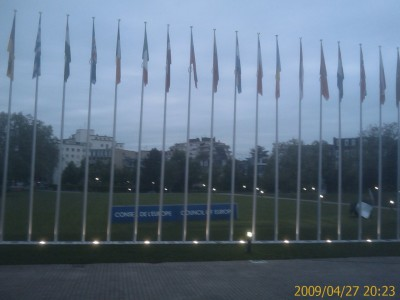 CONSEIL DE L'EUROPE COUNCIL OF EUROPE
2009/04/27 20:23